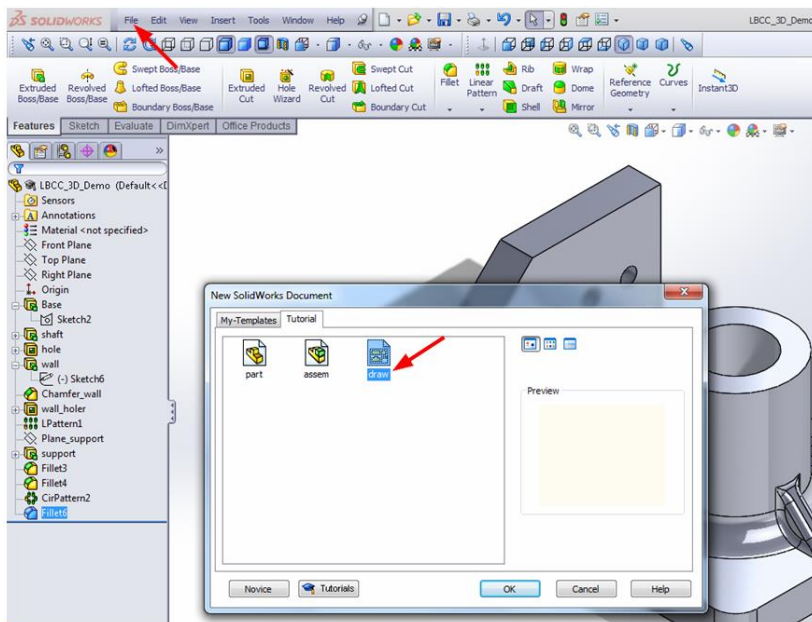 SOLIDWORKS File Edit View Insert Tools Window Help LBCC_3D_Demo
Extruded Boss/Base
Revolved Boss/Base
Swept Boss/Base
Lofted Boss/Base
Boundary Boss/Base
Extruded Cut
Hole Wizard
Revolved Cut
Swept Cut
Lofted Cut
Boundary Cut
Fillet
Linear Pattern
Rib
Draft
Shell
Wrap
Dome
Mirror
Reference Geometry
Curves
Instant3D
Features Sketch Evaluate DimXpert Office Products
LBCC_3D_Demo (Default<<D
Sensors
Annotations
Material <not specified>
Front Plane
Top Plane
Right Plane
Origin
Base
Sketch2
shaft
hole
wall
(-) Sketch6
Chamfer_wall
wall_holer
LPattern1
Plane_support
support
Fillet3
Fillet4
CirPattern2
Fillet6
New SolidWorks Document
My-Templates Tutorial
part assem draw
Preview
Novice Tutorials OK Cancel Help